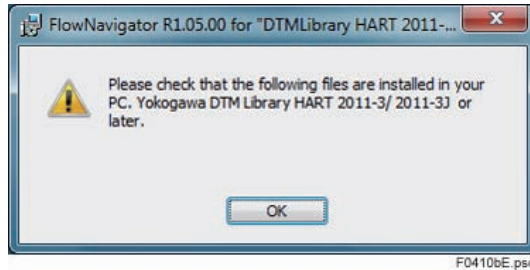 FlowNavigator R1.05.00 for "DTMLibrary HART 2011-...
Please check that the following files are installed in your
PC. Yokogawa DTM Library HART 2011-3/ 2011-3J or
later.
OK
F0410bE.ps